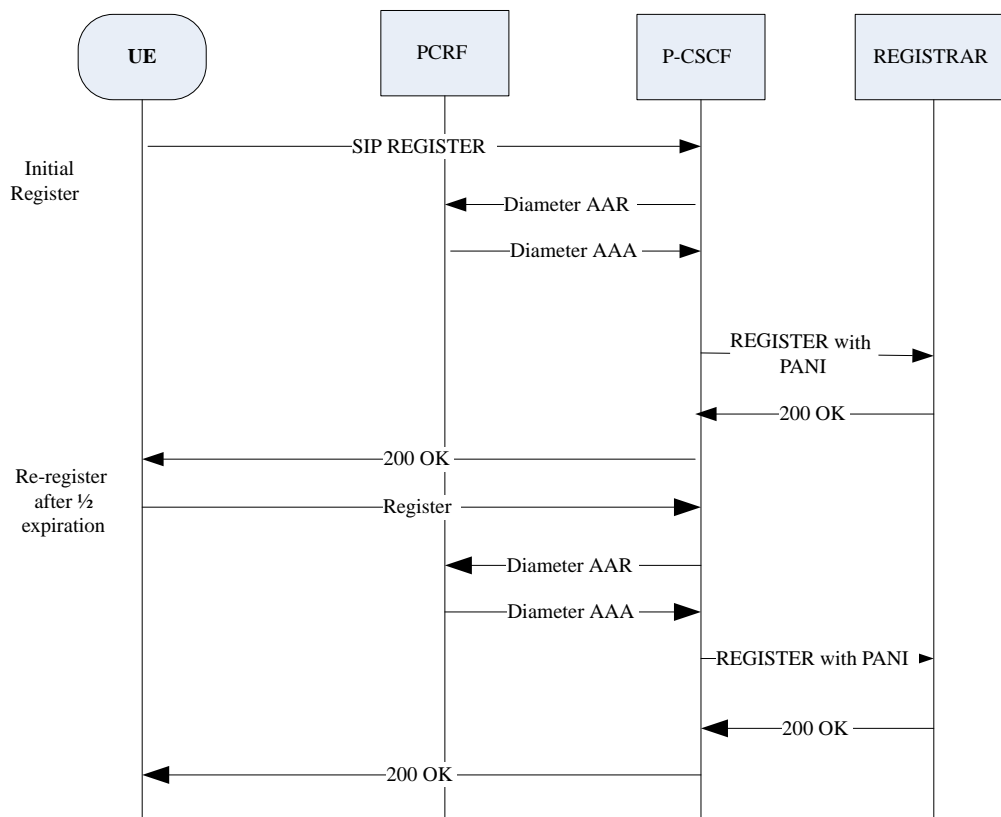 UE
PCRF
P-CSCF
REGISTRAR
SIP REGISTER
Initial
Register
Diameter AAR
Diameter AAA
REGISTER with
PANI
200 OK
200 OK
Re-register
after ½
expiration
Register
Diameter AAR
Diameter AAA
REGISTER with PANI
200 OK
200 OK